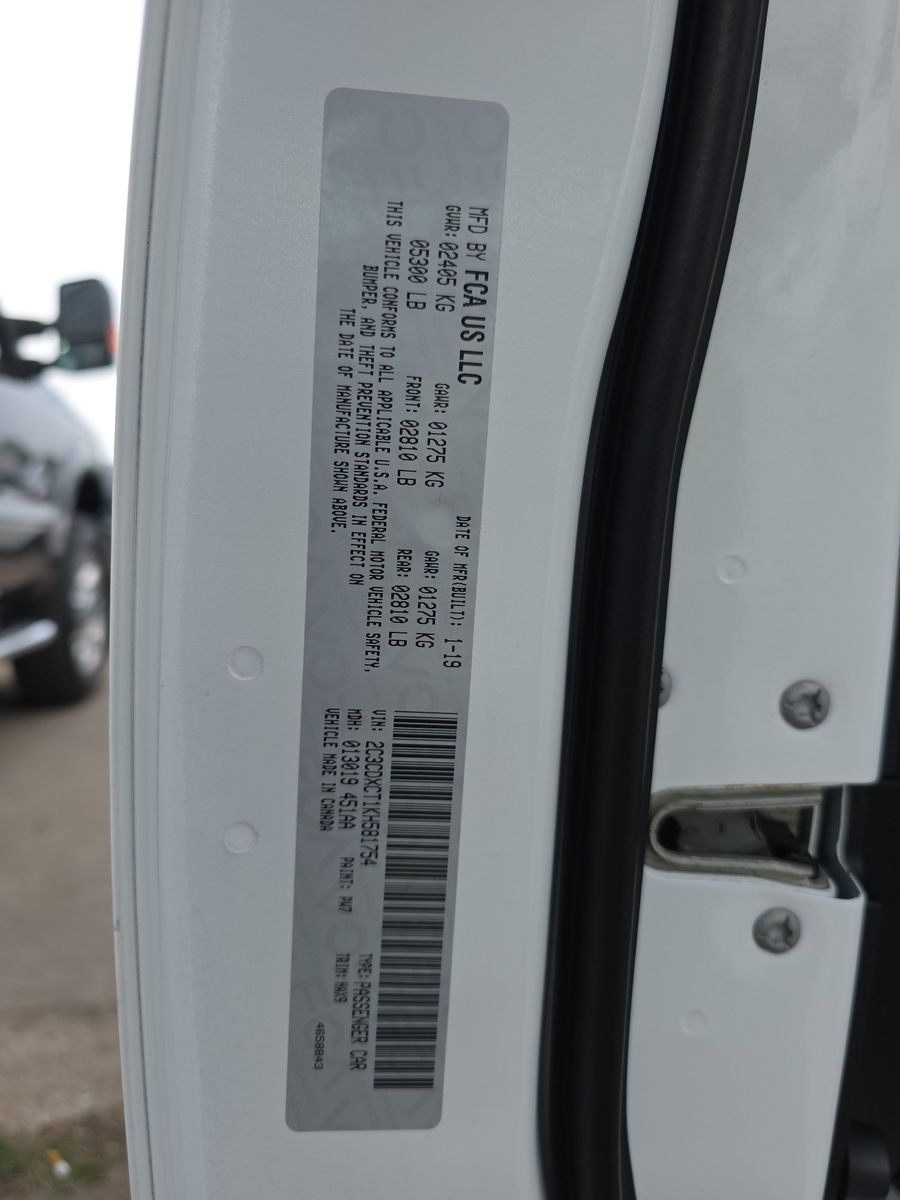 MFD BY FCA US LLC
DATE OF MFR(BUILT): 1-19
GVWR: 02405 KG GAWR: 01275 KG GAWR: 01275 KG
05300 LB FRONT: 02810 LB REAR: 02810 LB
THIS VEHICLE CONFORMS TO ALL APPLICABLE U.S.A. FEDERAL MOTOR VEHICLE SAFETY,
BUMPER, AND THEFT PREVENTION STANDARDS IN EFFECT ON
THE DATE OF MANUFACTURE SHOWN ABOVE.
VIN: 2C3CDXCT1KH581754 TYPE: PASSENGER CAR
MDH: 013019 451AA PAINT: PW7 TRIM: HAX9
VEHICLE MADE IN CANADA 4658843